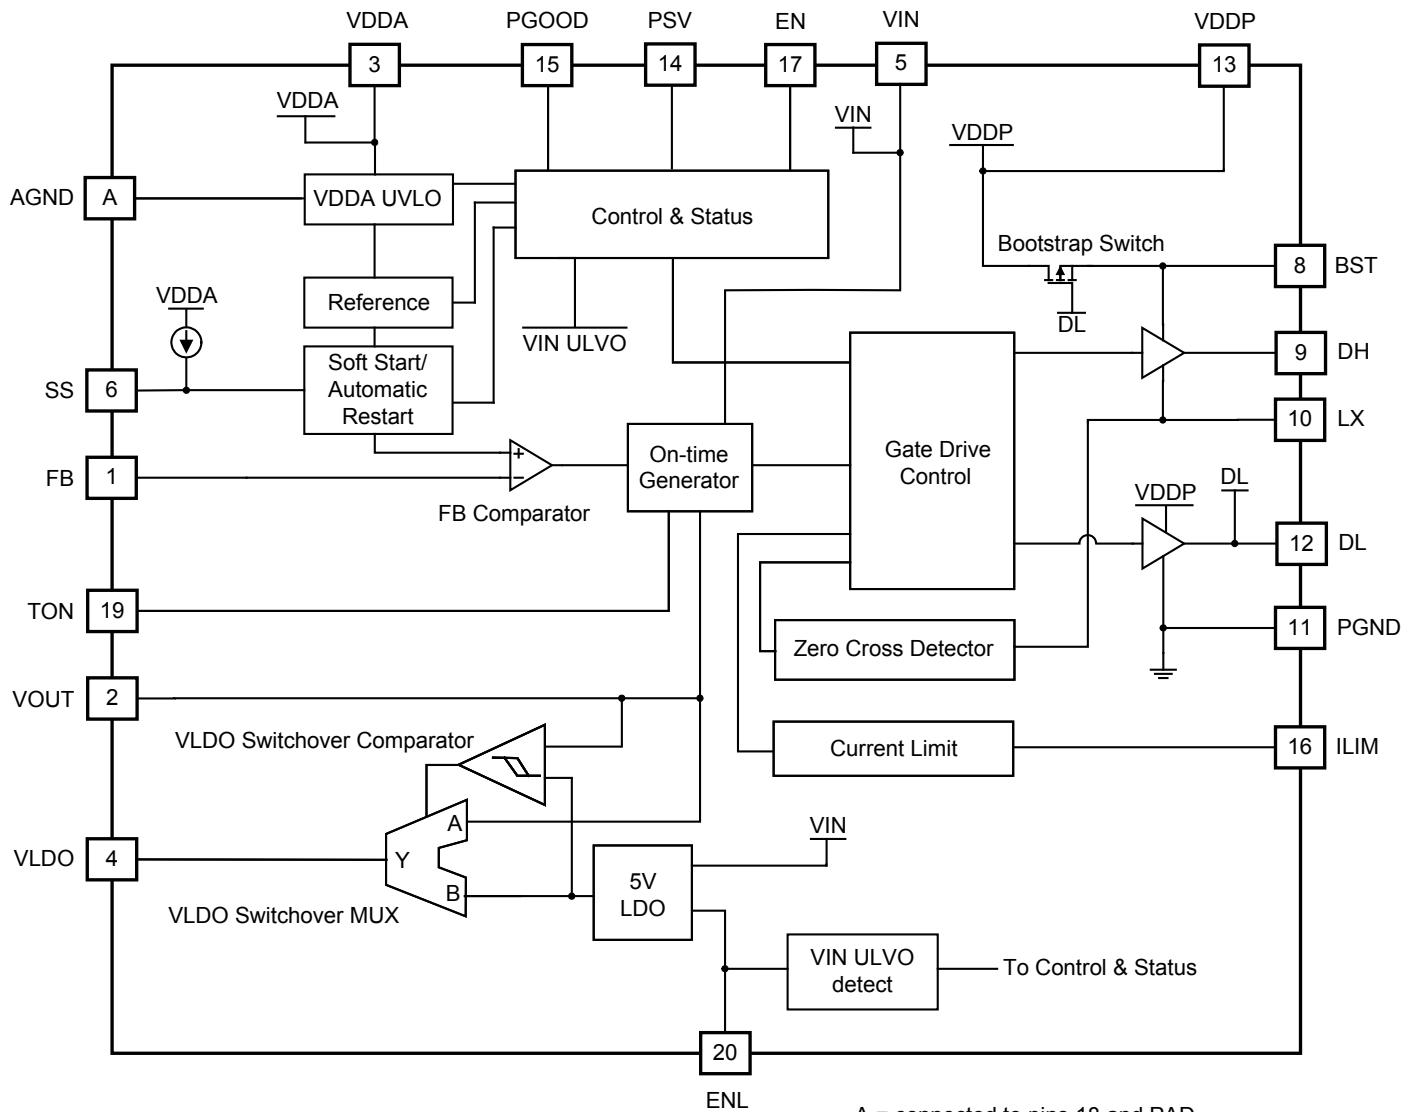 VDDA
PGOOD
PSV
EN
VIN
VDDP
3
15
14
17
5
13
VDDA
VIN
VDDP
AGND
A
VDDA UVLO
Control & Status
Bootstrap Switch
8
BST
VDDA
Reference
VIN ULVO
DL
SS
6
Soft Start/
Automatic
Restart
9
DH
10
LX
FB
1
+
−
FB Comparator
On-time
Generator
Gate Drive
Control
VDDP
DL
12
DL
TON
19
11
PGND
Zero Cross Detector
VOUT
2
VLDO Switchover Comparator
Current Limit
16
ILIM
VLDO
4
A
Y
B
VLDO Switchover MUX
5V
LDO
VIN
VIN ULVO
detect
To Control & Status
20
ENL